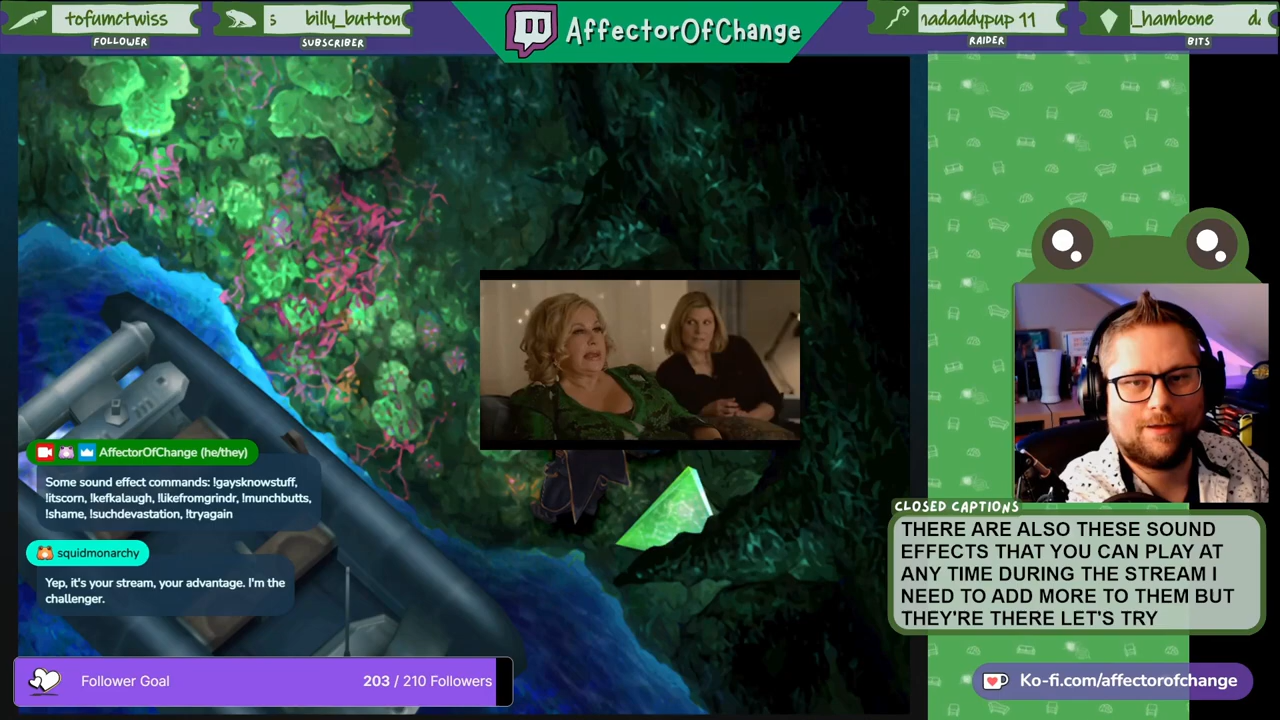 tofumctwiss
FOLLOWER
s billy_button
SUBSCRIBER
AffectorOfChange
adaddypup 11
RAIDER
l_hambone d
BITS
AffectorOfChange (he/they)
Some sound effect commands: !gaysknowstuff,
!itscorn, !kefkalaugh, !likefromgrindr, !munchbutts,
!shame, !suchdevastation, !tryagain
squidmonarchy
Yep, it's your stream, your advantage. I'm the
challenger.
Follower Goal
203 / 210 Followers
CLOSED CAPTIONS
THERE ARE ALSO THESE SOUND
EFFECTS THAT YOU CAN PLAY AT
ANY TIME DURING THE STREAM I
NEED TO ADD MORE TO THEM BUT
THEY'RE THERE LET'S TRY
Ko-fi.com/affectorofchange